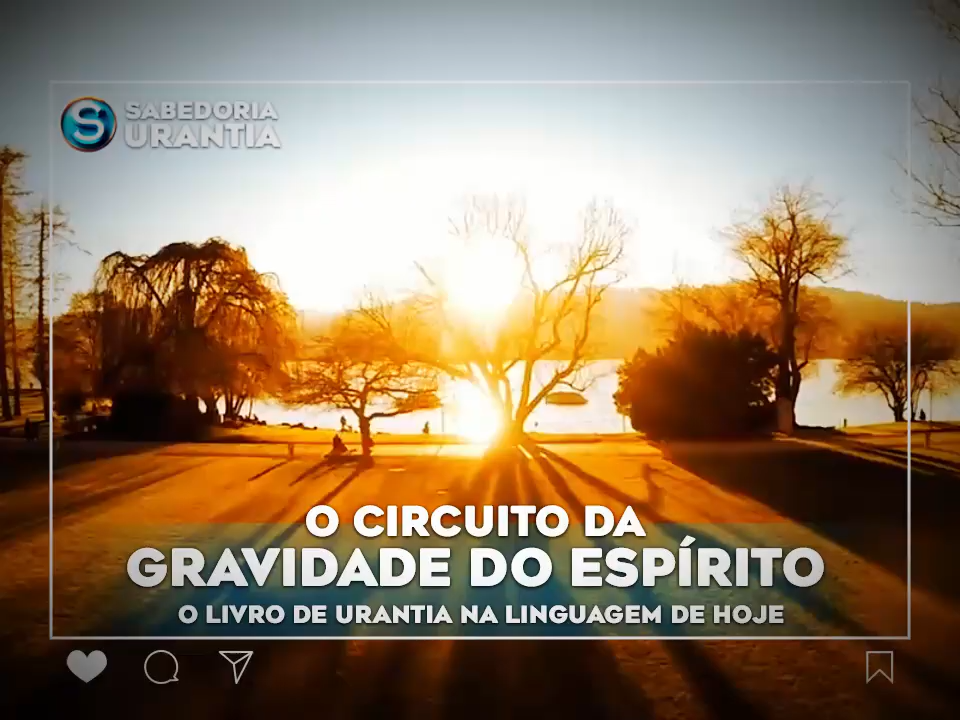 SABEDORIA
URANTIA
O CIRCUITO DA
GRAVIDADE DO ESPÍRITO
O LIVRO DE URANTIA NA LINGUAGEM DE HOJE